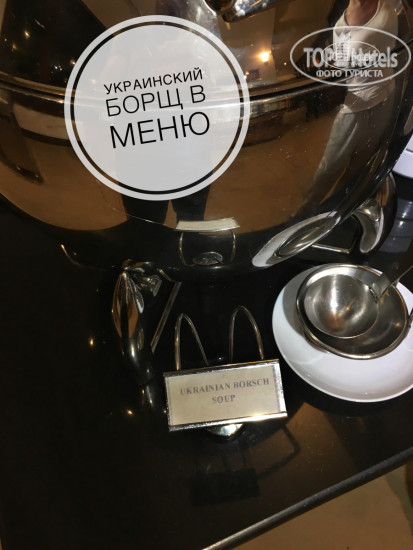 TOP Hotels
ФОТО ТУРИСТА
УКРАИНСКИЙ
БОРЩ В
МЕНЮ
UKRAINIAN BORSCH
SOUP